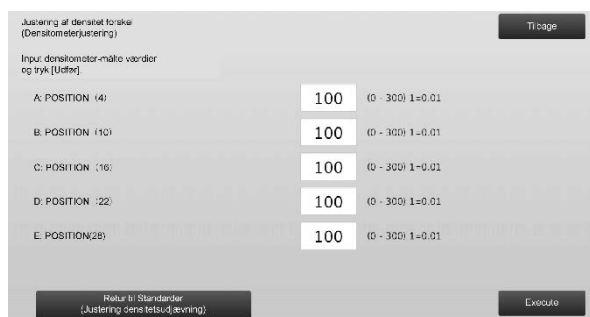 Justering af densitet forskel
(Densitometerjustering)
Tilbage
Input densitometer-målte værdier
og tryk [Udfør].
A: POSITION (4) 100 (0 - 300) 1=0.01
B: POSITION (10) 100 (0 - 300) 1=0.01
C: POSITION (16) 100 (0 - 300) 1=0.01
D: POSITION (22) 100 (0 - 300) 1=0.01
E: POSITION(28) 100 (0 - 300) 1=0.01
Retur til Standarder
(Justering densitetsudjævning)
Execute